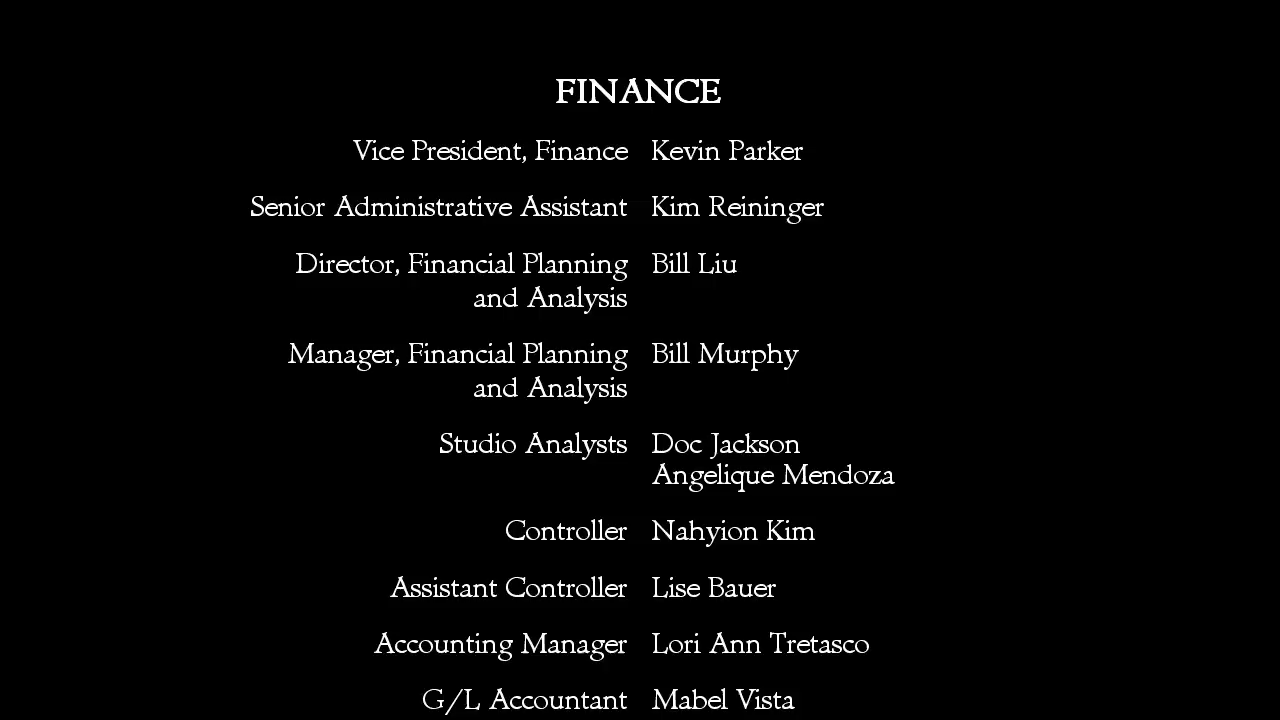 FINANCE
Vice President, Finance Kevin Parker
Senior Administrative Assistant Kim Reininger
Director, Financial Planning Bill Liu
and Analysis
Manager, Financial Planning Bill Murphy
and Analysis
Studio Analysts Doc Jackson
Angelique Mendoza
Controller Nahyion Kim
Assistant Controller Lise Bauer
Accounting Manager Lori Ann Tretasco
G/L Accountant Mabel Vista